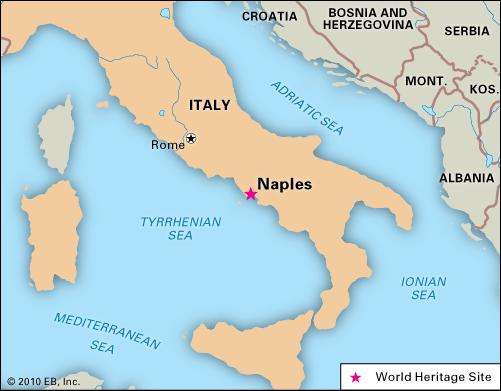 CROATIA
BOSNIA AND
HERZEGOVINA
SERBIA
MONT.
KOS.
ADRIATIC SEA
ITALY
Rome
ALBANIA
Naples
TYRRHENIAN
SEA
IONIAN
SEA
MEDITERRANEAN
SEA
© 2010 EB, Inc.
World Heritage Site